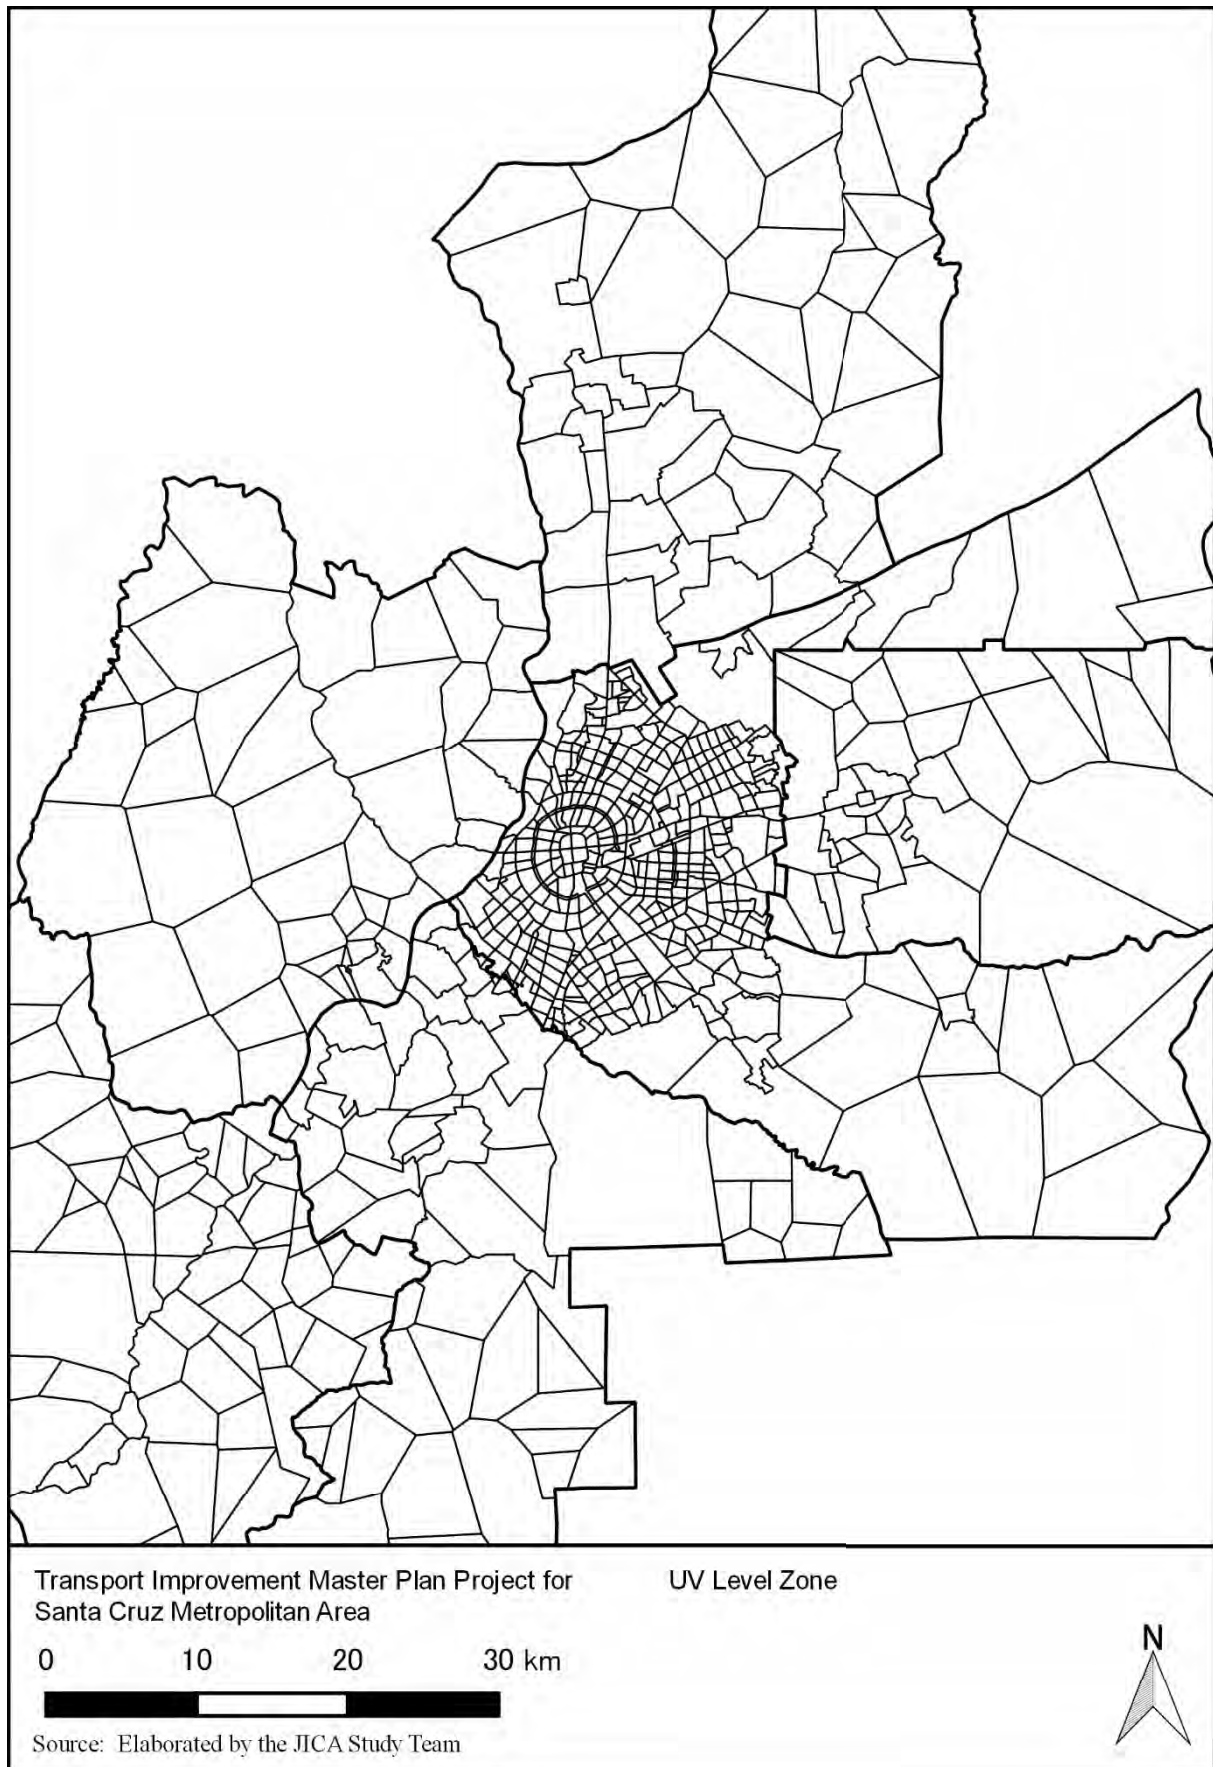 Transport Improvement Master Plan Project for
Santa Cruz Metropolitan Area
UV Level Zone
0 10 20 30 km
N
Source: Elaborated by the JICA Study Team